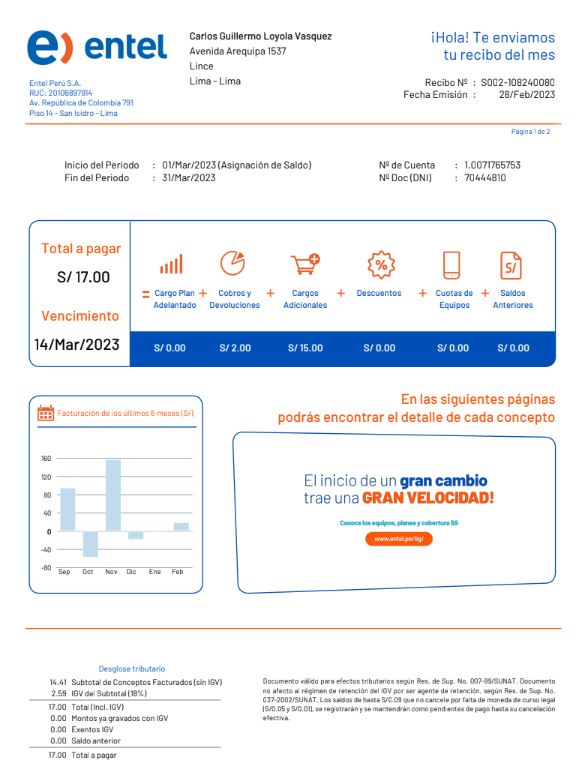 entel
Entel Perú S.A.
RUC: 20106897914
Av. República de Colombia 791
Piso 14 - San Isidro - Lima
Carlos Guillermo Loyola Vasquez
Avenida Arequipa 1537
Lince
Lima - Lima
¡Hola! Te enviamos
tu recibo del mes
Recibo Nº : S002-108240080
Fecha Emisión : 28/Feb/2023
Página 1 de 2
Inicio del Periodo : 01/Mar/2023 (Asignación de Saldo)
Fin del Periodo : 31/Mar/2023
Nº de Cuenta : 1.0071765753
Nº Doc (DNI) : 70444810
Total a pagar
S/ 17.00
Vencimiento
14/Mar/2023
= Cargo Plan Adelantado + Cobros y Devoluciones + Cargos Adicionales + Descuentos + Cuotas de Equipos + Saldos Anteriores
S/ 0.00 S/ 2.00 S/ 15.00 S/ 0.00 S/ 0.00 S/ 0.00
Facturación de los últimos 6 meses (S/)
160
120
80
40
0
-40
-80
Sep Oct Nov Dic Ene Feb
En las siguientes páginas
podrás encontrar el detalle de cada concepto
El inicio de un gran cambio
trae una GRAN VELOCIDAD!
Conoce los equipos, planes y cobertura 5G
www.entel.pe/5g/
Desglose tributario
14.41 Subtotal de Conceptos Facturados (sin IGV)
2.59 IGV del Subtotal (18%)
17.00 Total (Incl. IGV)
0.00 Montos ya gravados con IGV
0.00 Exentos IGV
0.00 Saldo anterior
17.00 Total a pagar
Documento válido para efectos tributarios según Res. de Sup. No. 007-99/SUNAT. Documento
no afecto al régimen de retención del IGV por ser agente de retención, según Res. de Sup. No.
037-2002/SUNAT. Los saldos de hasta S/0.09 que no cancele por falta de moneda de curso legal
(S/0.05 y S/0.01), se registrarán y se mantendrán como pendientes de pago hasta su cancelación
efectiva.